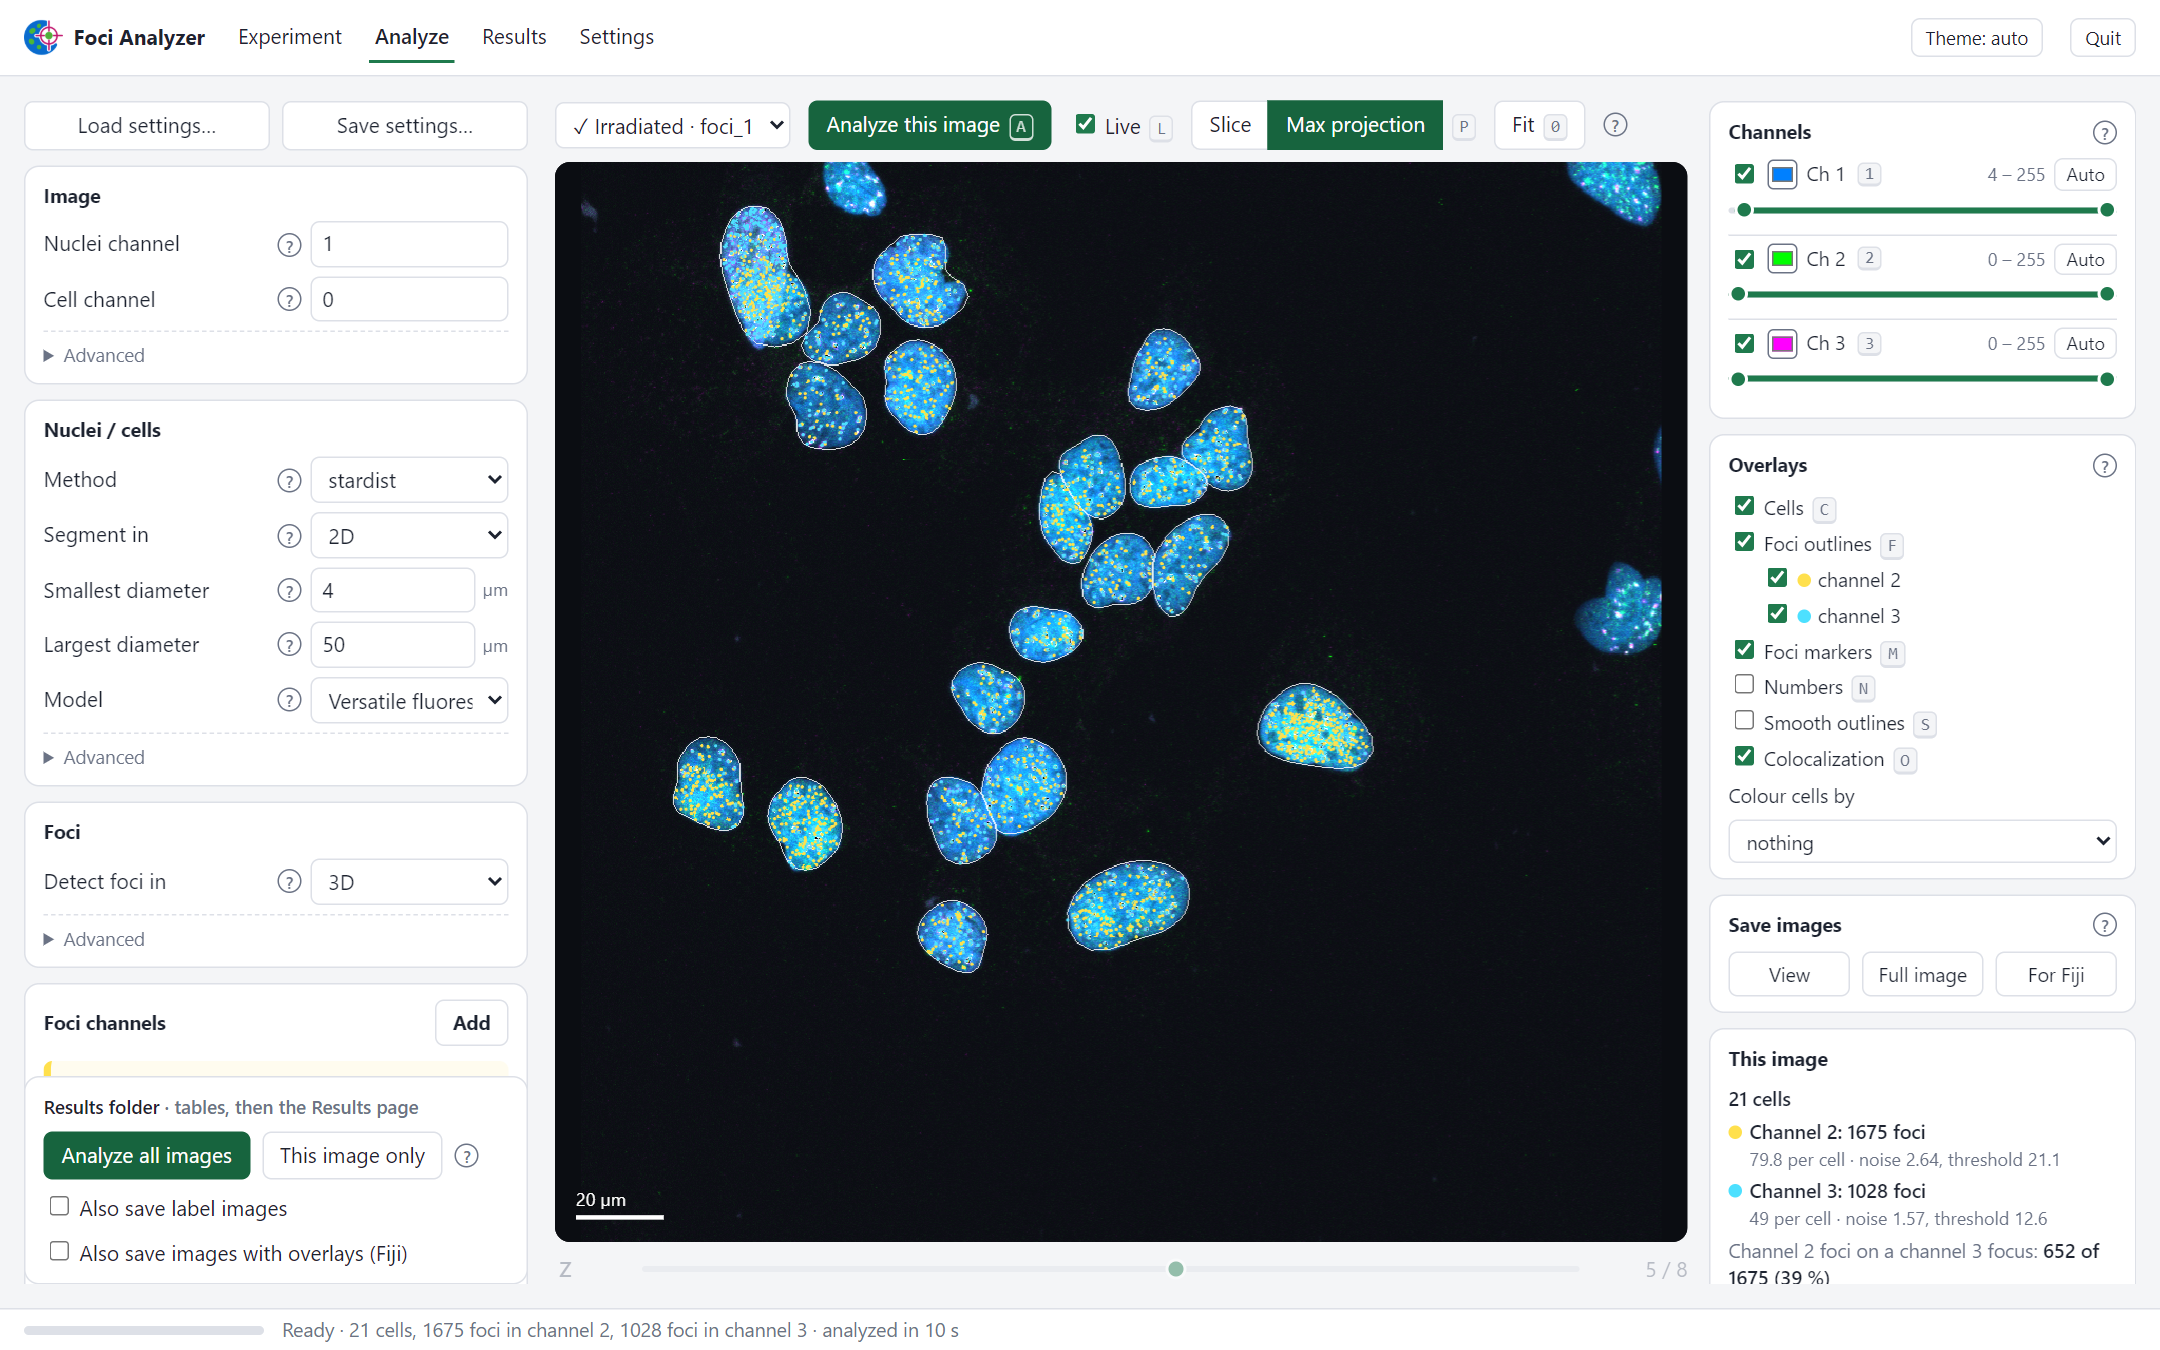 Foci Analyzer
Experiment
Analyze
Results
Settings
Theme: auto
Quit
Load settings...
Save settings...
Image
Nuclei channel ? 1
Cell channel ? 0
Advanced
Nuclei / cells
Method ? stardist
Segment in ? 2D
Smallest diameter ? 4 µm
Largest diameter ? 50 µm
Model ? Versatile fluores
Advanced
Foci
Detect foci in ? 3D
Advanced
Foci channels
Add
Results folder · tables, then the Results page
Analyze all images
This image only
?
Also save label images
Also save images with overlays (Fiji)
✓ Irradiated · foci_1
Analyze this image A
Live L
Slice
Max projection
P
Fit 0
?
20 µm
Z
5 / 8
Channels ?
Ch 1 1 4 – 255 Auto
Ch 2 2 0 – 255 Auto
Ch 3 3 0 – 255 Auto
Overlays ?
Cells C
Foci outlines F
channel 2
channel 3
Foci markers M
Numbers N
Smooth outlines S
Colocalization O
Colour cells by
nothing
Save images ?
View
Full image
For Fiji
This image
21 cells
Channel 2: 1675 foci
79.8 per cell · noise 2.64, threshold 21.1
Channel 3: 1028 foci
49 per cell · noise 1.57, threshold 12.6
Channel 2 foci on a channel 3 focus: 652 of
1675 (39 %)
Ready · 21 cells, 1675 foci in channel 2, 1028 foci in channel 3 · analyzed in 10 s